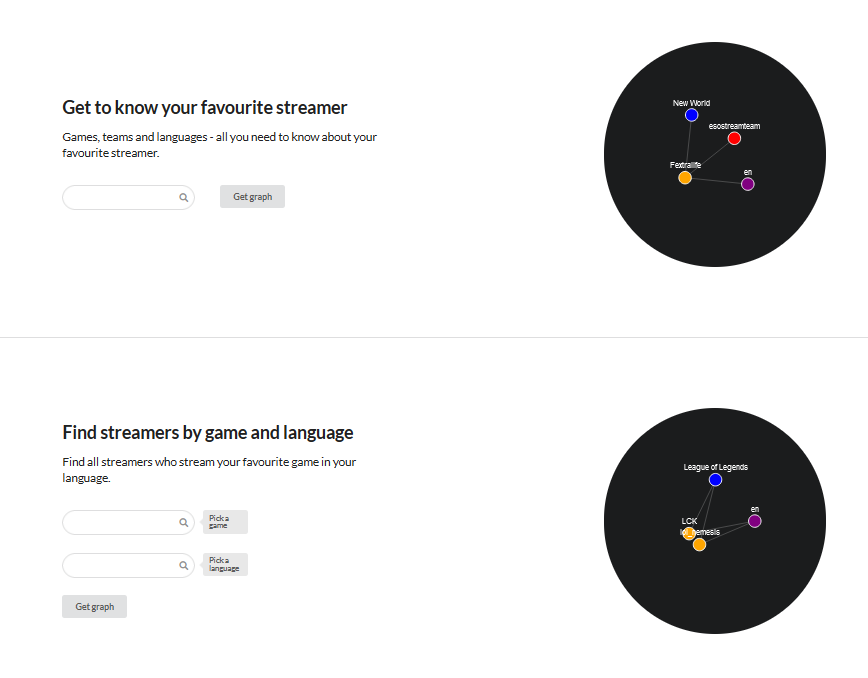 Get to know your favourite streamer
Games, teams and languages - all you need to know about your
favourite streamer.
Get graph
New World
esostreamteam
Fextralife
en
Find streamers by game and language
Find all streamers who stream your favourite game in your
language.
Pick a
game
Pick a
language
Get graph
League of Legends
en
LCK
lol_nemesis